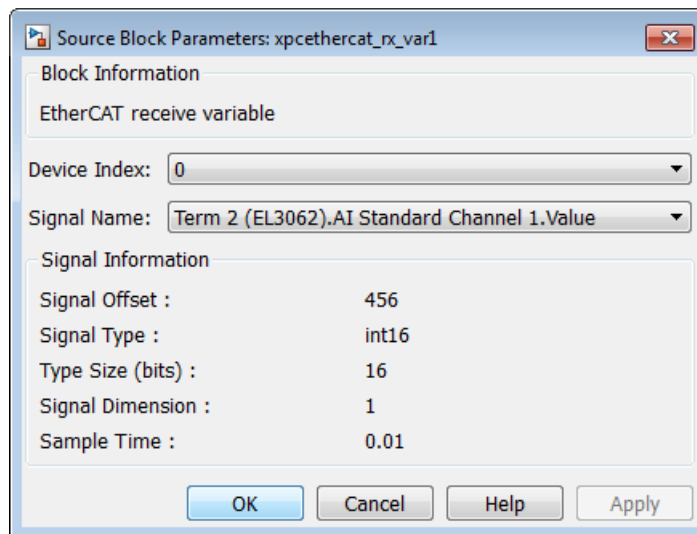 Source Block Parameters: xpcethercat_rx_var1
Block Information
EtherCAT receive variable
Device Index: 0
Signal Name: Term 2 (EL3062).AI Standard Channel 1.Value
Signal Information
Signal Offset : 456
Signal Type : int16
Type Size (bits) : 16
Signal Dimension : 1
Sample Time : 0.01
OK Cancel Help Apply